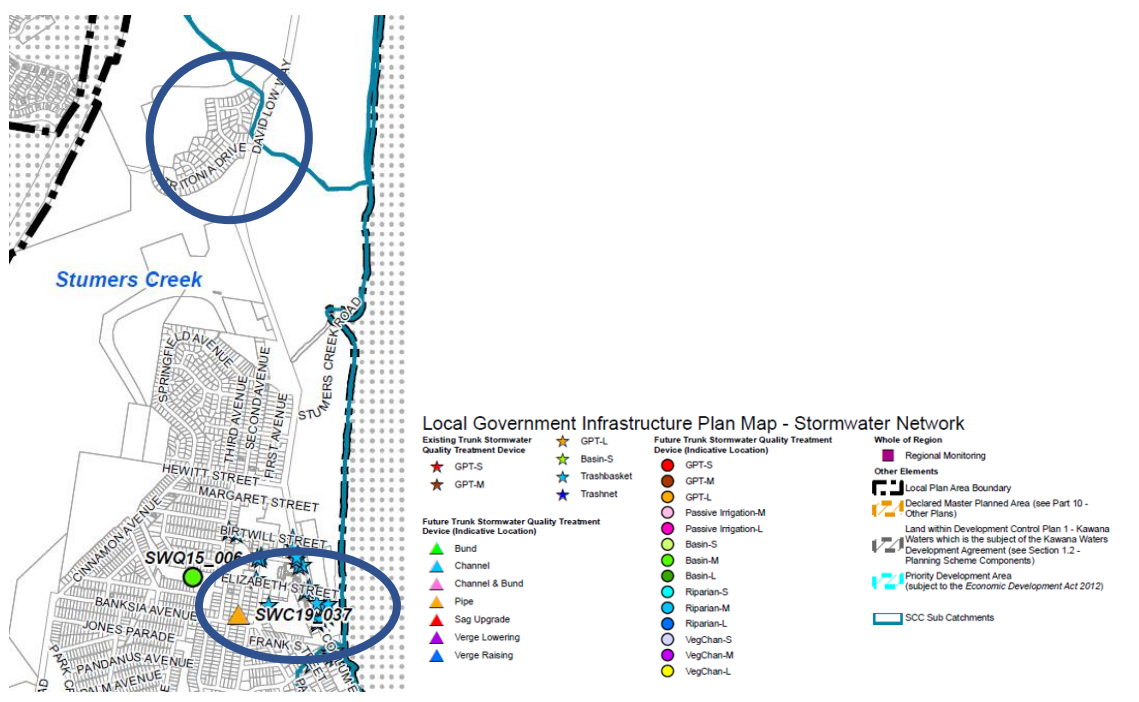 DAVID LOW WAY
TRITONIA DRIVE
Stumers Creek
STUMERS CREEK ROAD
SPRINGFIELD AVENUE
THIRD AVENUE
SECOND AVENUE
FIRST AVENUE
HEWITT STREET
MARGARET STREET
CINNAMON AVENUE
BIRTWILL STREET
SWQ15_006
ELIZABETH STREET
BANKSIA AVENUE
SWC19_037
JONES PARADE
FRANK STREET
PANDANUS AVENUE
PALM AVENUE
Local Government Infrastructure Plan Map - Stormwater Network
Existing Trunk Stormwater
Quality Treatment Device
GPT-S
GPT-M
GPT-L
Basin-S
Trashbasket
Trashnet
Future Trunk Stormwater Quality Treatment
Device (Indicative Location)
Bund
Channel
Channel & Bund
Pipe
Sag Upgrade
Verge Lowering
Verge Raising
Future Trunk Stormwater Quality Treatment
Device (Indicative Location)
GPT-S
GPT-M
GPT-L
Passive Irrigation-M
Passive Irrigation-L
Basin-S
Basin-M
Basin-L
Riparian-S
Riparian-M
Riparian-L
VegChan-S
VegChan-M
VegChan-L
Whole of Region
Regional Monitoring
Other Elements
Local Plan Area Boundary
Declared Master Planned Area (see Part 10 -
Other Plans)
Land within Development Control Plan 1 - Kawana
Waters which is the subject of the Kawana Waters
Development Agreement (see Section 1.2 -
Planning Scheme Components)
Priority Development Area
(subject to the Economic Development Act 2012)
SCC Sub Catchments